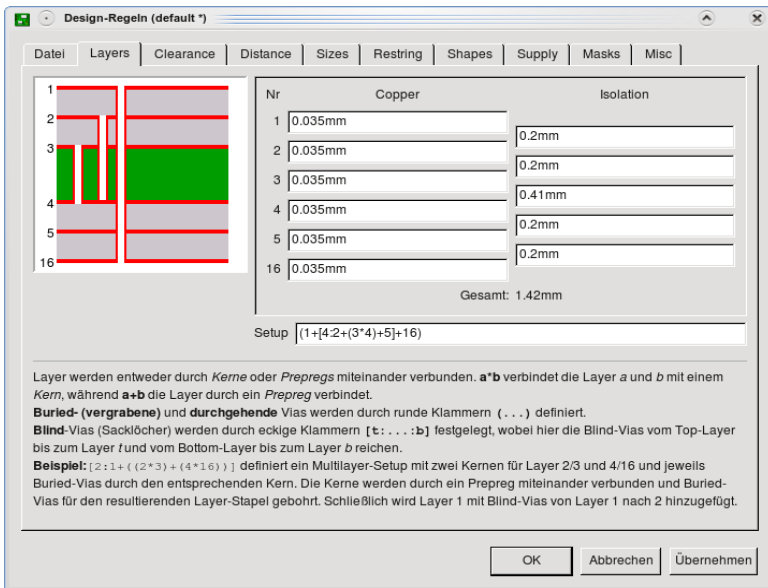 Design-Regeln (default *)
Datei Layers Clearance Distance Sizes Restring Shapes Supply Masks Misc
1
2
3
4
5
16
Nr Copper Isolation
1 0.035mm
0.2mm
2 0.035mm
0.2mm
3 0.035mm
0.41mm
4 0.035mm
0.2mm
5 0.035mm
0.2mm
16 0.035mm
Gesamt: 1.42mm
Setup (1+[4:2+(3*4)+5]+16)
Layer werden entweder durch Kerne oder Prepregs miteinander verbunden. a*b verbindet die Layer a und b mit einem
Kern, während a+b die Layer durch ein Prepreg verbindet.
Buried- (vergrabene) und durchgehende Vias werden durch runde Klammern (...) definiert.
Blind-Vias (Sacklöcher) werden durch eckige Klammern [t:...:b] festgelegt, wobei hier die Blind-Vias vom Top-Layer
bis zum Layer t und vom Bottom-Layer bis zum Layer b reichen.
Beispiel: [2:1+((2*3)+(4*16))] definiert ein Multilayer-Setup mit zwei Kernen für Layer 2/3 und 4/16 und jeweils
Buried-Vias durch den entsprechenden Kern. Die Kerne werden durch ein Prepreg miteinander verbunden und Buried-
Vias für den resultierenden Layer-Stapel gebohrt. Schließlich wird Layer 1 mit Blind-Vias von Layer 1 nach 2 hinzugefügt.
OK Abbrechen Übernehmen